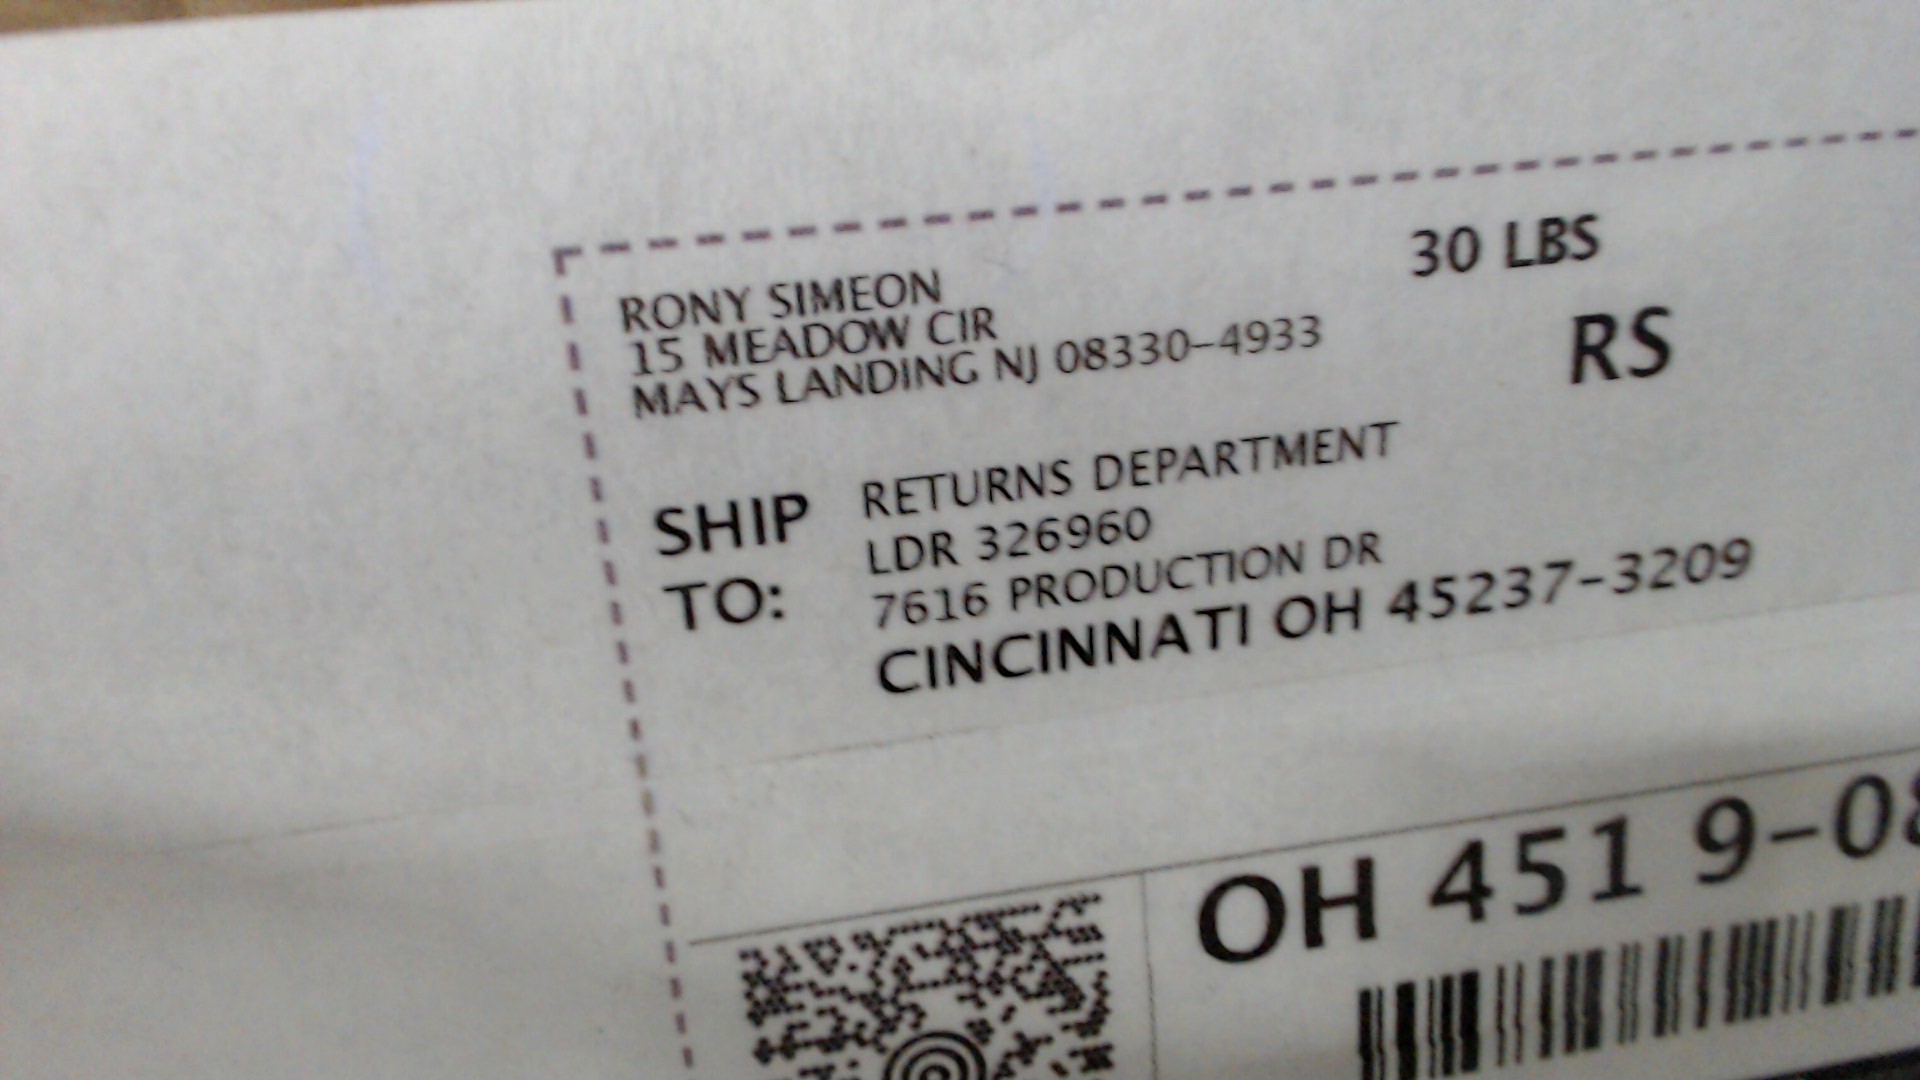 RONY SIMEON
15 MEADOW CIR
MAYS LANDING NJ 08330-4933
30 LBS
RS
SHIP TO:
RETURNS DEPARTMENT
LDR 326960
7616 PRODUCTION DR
CINCINNATI OH 45237-3209
OH 451 9-08